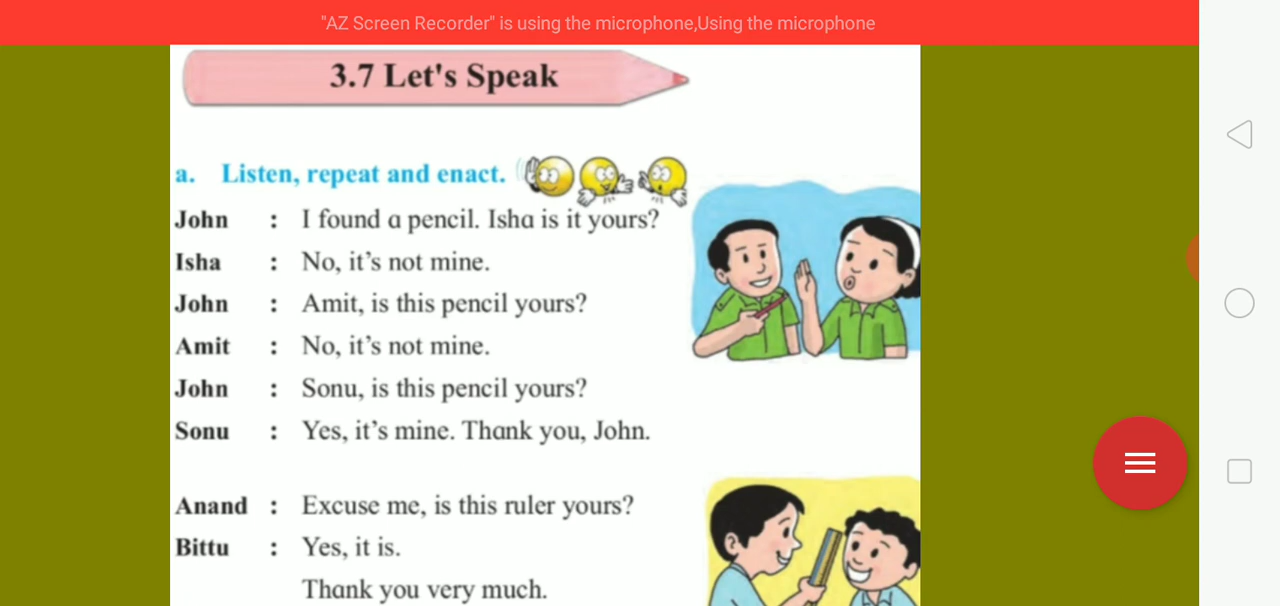 "AZ Screen Recorder" is using the microphone,Using the microphone
3.7 Let's Speak
a. Listen, repeat and enact.
John : I found a pencil. Isha is it yours?
Isha : No, it's not mine.
John : Amit, is this pencil yours?
Amit : No, it's not mine.
John : Sonu, is this pencil yours?
Sonu : Yes, it's mine. Thank you, John.
Anand : Excuse me, is this ruler yours?
Bittu : Yes, it is.
Thank you very much.